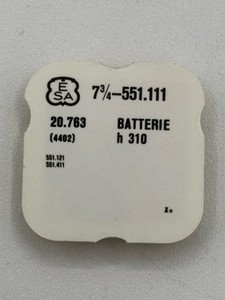 ESA 7¾-551.111
20.763 BATTERIE
(4402) h 310
551.121
551.411